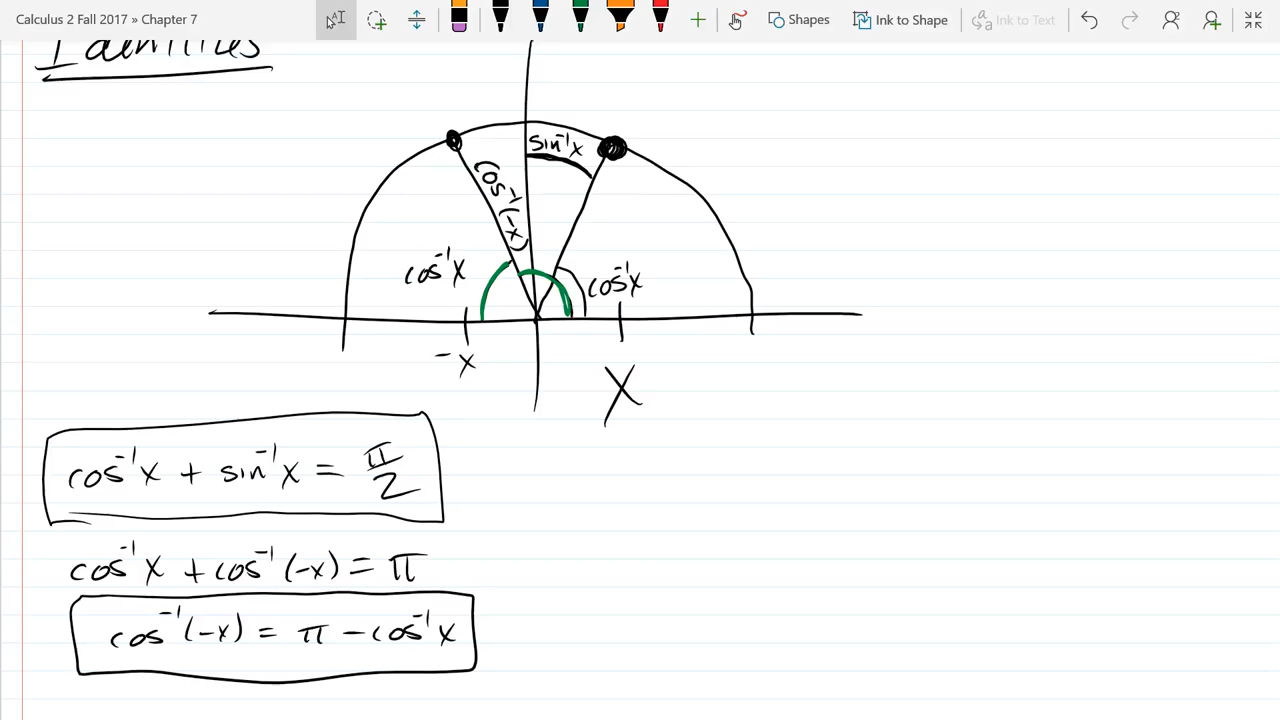 Calculus 2 Fall 2017 » Chapter 7
Shapes
Ink to Shape
Ink to Text
Identities
sin⁻¹x
cos⁻¹(-x)
cos⁻¹x
cos⁻¹x
-x
x
cos⁻¹x + sin⁻¹x = π/2
cos⁻¹x + cos⁻¹(-x) = π
cos⁻¹(-x) = π - cos⁻¹x